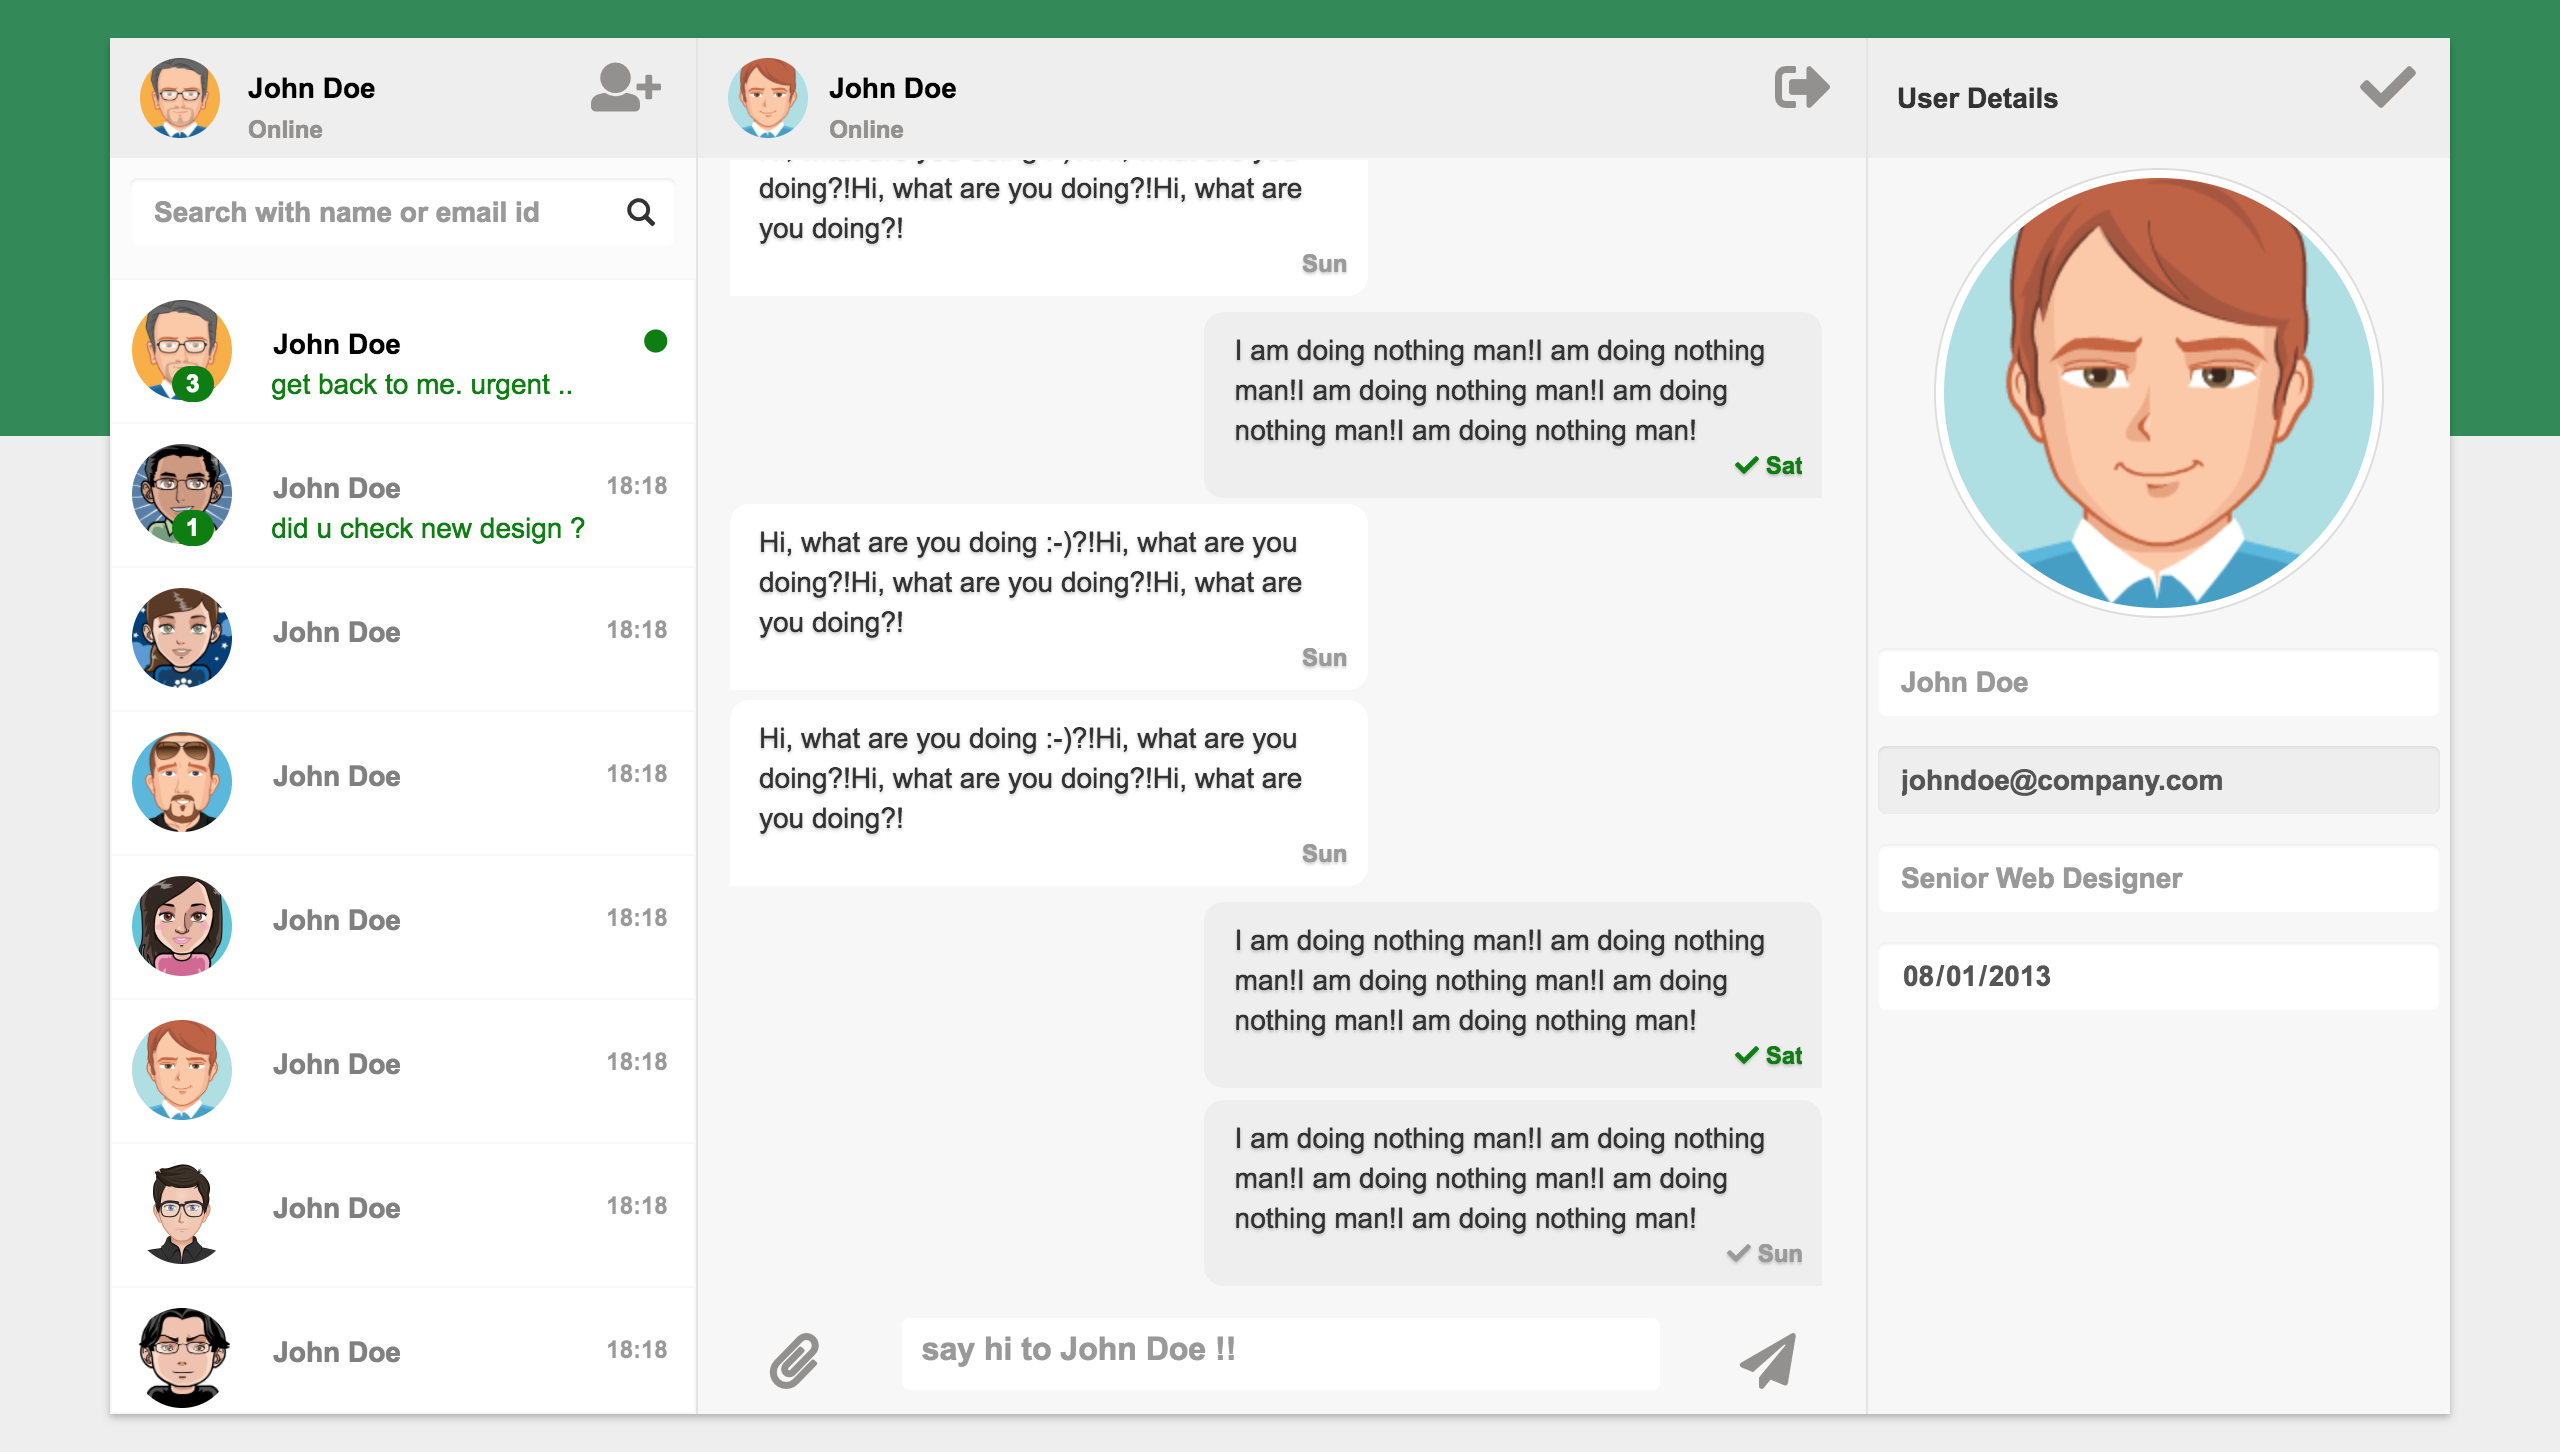 John Doe
Online
Search with name or email id
John Doe
get back to me. urgent ..
3
John Doe
18:18
did u check new design ?
1
John Doe
18:18
John Doe
18:18
John Doe
18:18
John Doe
18:18
John Doe
18:18
John Doe
18:18
John Doe
Online
doing?!Hi, what are you doing?!Hi, what are
you doing?!
Sun
I am doing nothing man!I am doing nothing
man!I am doing nothing man!I am doing
nothing man!I am doing nothing man!
Sat
Hi, what are you doing :-)?!Hi, what are you
doing?!Hi, what are you doing?!Hi, what are
you doing?!
Sun
Hi, what are you doing :-)?!Hi, what are you
doing?!Hi, what are you doing?!Hi, what are
you doing?!
Sun
I am doing nothing man!I am doing nothing
man!I am doing nothing man!I am doing
nothing man!I am doing nothing man!
Sat
I am doing nothing man!I am doing nothing
man!I am doing nothing man!I am doing
nothing man!I am doing nothing man!
Sun
say hi to John Doe !!
User Details
John Doe
johndoe@company.com
Senior Web Designer
08/01/2013